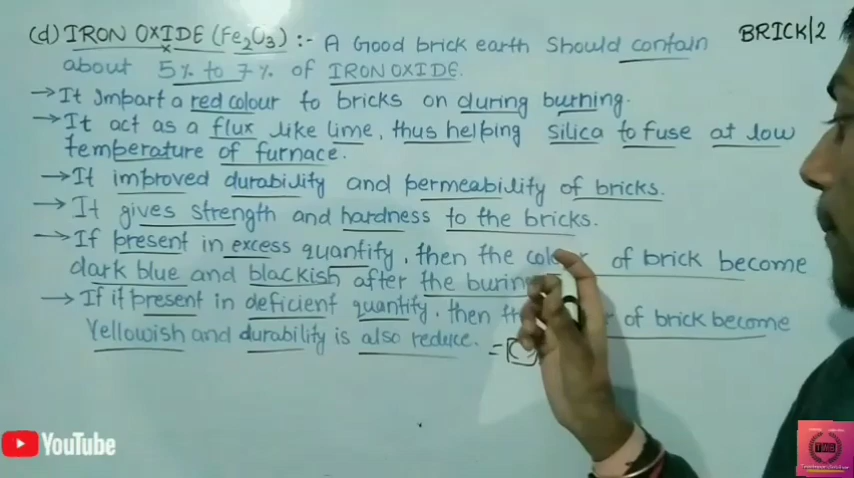 (d) IRON OXIDE (Fe2O3) :- A Good brick earth Should contain
BRICK|2
about 5% to 7% of IRON OXIDE.
→ It Impart a red colour to bricks on during burning.
→ It act as a flux like lime, thus helping silica to fuse at low
temperature of furnace.
→ It improved durability and permeability of bricks.
→ It gives strength and hardness to the bricks.
→ If present in excess quantity, then the of brick become
dark blue and blackish after the
→ If it present in deficient quantity, then of brick become
Yellowish and durability is also reduce. =
YouTube